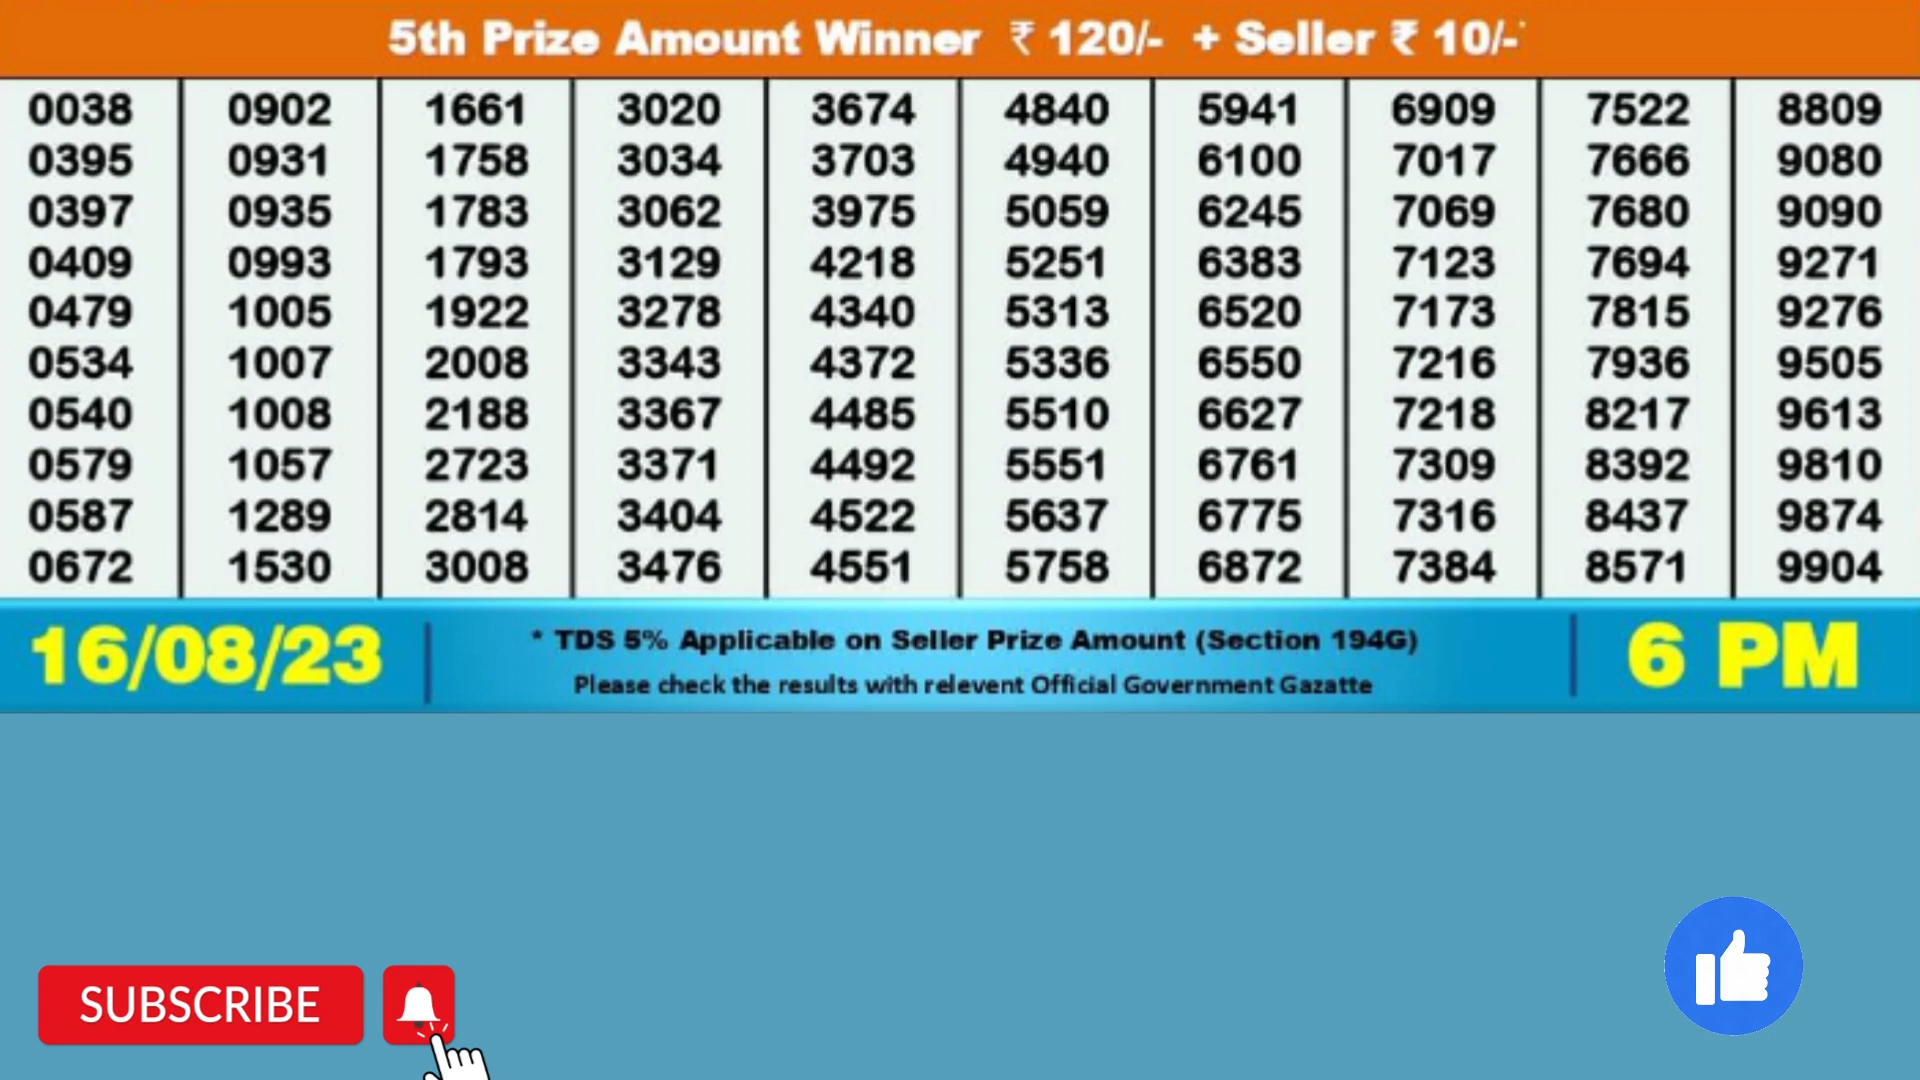 5th Prize Amount Winner ₹ 120/- + Seller ₹ 10/-*
0038 0902 1661 3020 3674 4840 5941 6909 7522 8809
0395 0931 1758 3034 3703 4940 6100 7017 7666 9080
0397 0935 1783 3062 3975 5059 6245 7069 7680 9090
0409 0993 1793 3129 4218 5251 6383 7123 7694 9271
0479 1005 1922 3278 4340 5313 6520 7173 7815 9276
0534 1007 2008 3343 4372 5336 6550 7216 7936 9505
0540 1008 2188 3367 4485 5510 6627 7218 8217 9613
0579 1057 2723 3371 4492 5551 6761 7309 8392 9810
0587 1289 2814 3404 4522 5637 6775 7316 8437 9874
0672 1530 3008 3476 4551 5758 6872 7384 8571 9904
16/08/23
* TDS 5% Applicable on Seller Prize Amount (Section 194G)
Please check the results with relevent Official Government Gazatte
6 PM
SUBSCRIBE